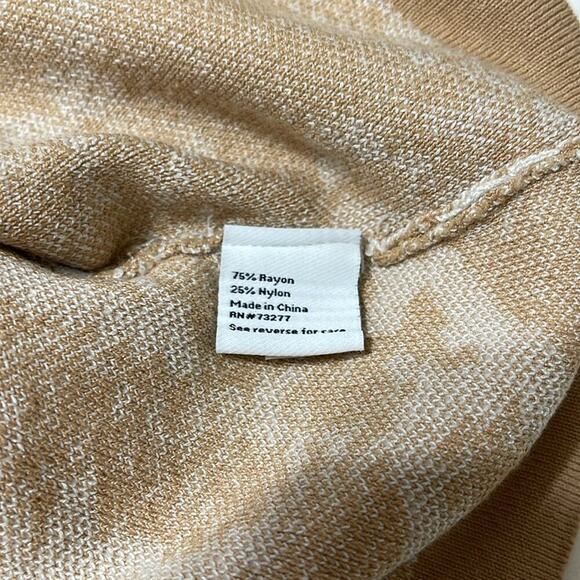 75% Rayon
25% Nylon
Made in China
RN#73277
See reverse for care